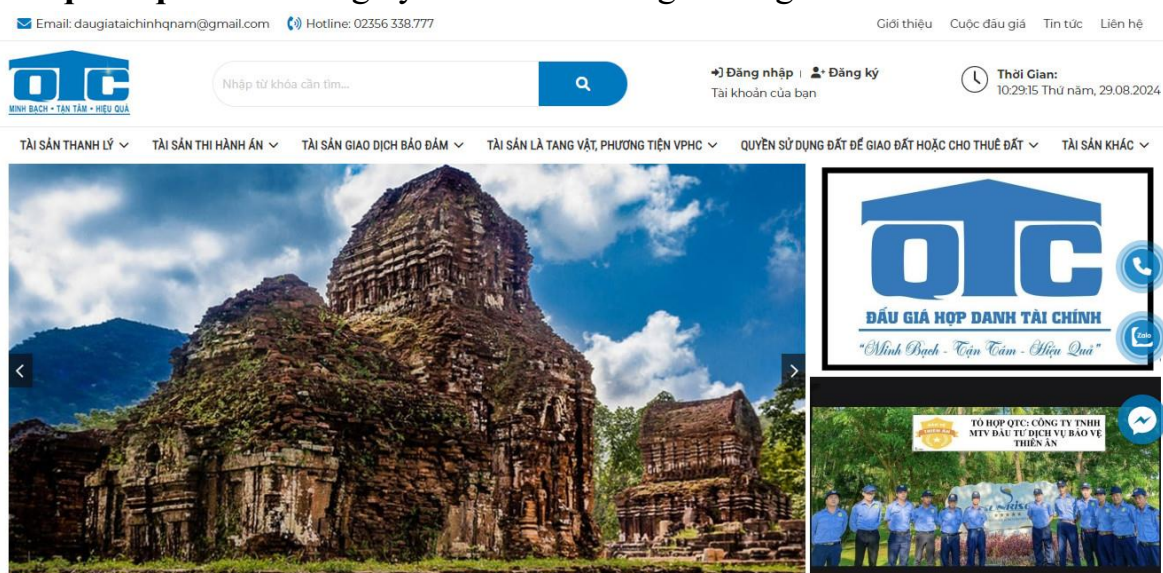 Email: daugiataichinhqnam@gmail.com Hotline: 02356 338.777
Giới thiệu Cuộc đấu giá Tin tức Liên hệ
QTC
MINH BẠCH • TẬN TÂM • HIỆU QUẢ
Nhập từ khóa cần tìm...
Đăng nhập | Đăng ký
Tài khoản của bạn
Thời Gian:
10:29:15 Thứ năm, 29.08.2024
TÀI SẢN THANH LÝ TÀI SẢN THI HÀNH ÁN TÀI SẢN GIAO DỊCH BẢO ĐẢM TÀI SẢN LÀ TANG VẬT, PHƯƠNG TIỆN VPHC QUYỀN SỬ DỤNG ĐẤT ĐỂ GIAO ĐẤT HOẶC CHO THUÊ ĐẤT TÀI SẢN KHÁC
QTC
ĐẤU GIÁ HỢP DANH TÀI CHÍNH
“Minh Bạch - Tận Tâm - Hiệu Quả”
Zalo
TỔ HỢP QTC: CÔNG TY TNHH
MTV ĐẦU TƯ DỊCH VỤ BẢO VỆ
THIÊN ÂN